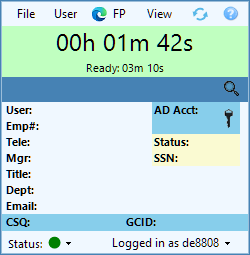 File User FP View
00h 01m 42s
Ready: 03m 10s
User: AD Acct:
Emp#:
Tele: Status:
Mgr: SSN:
Title:
Dept:
Email:
CSQ: GCID:
Status: Logged in as de8808